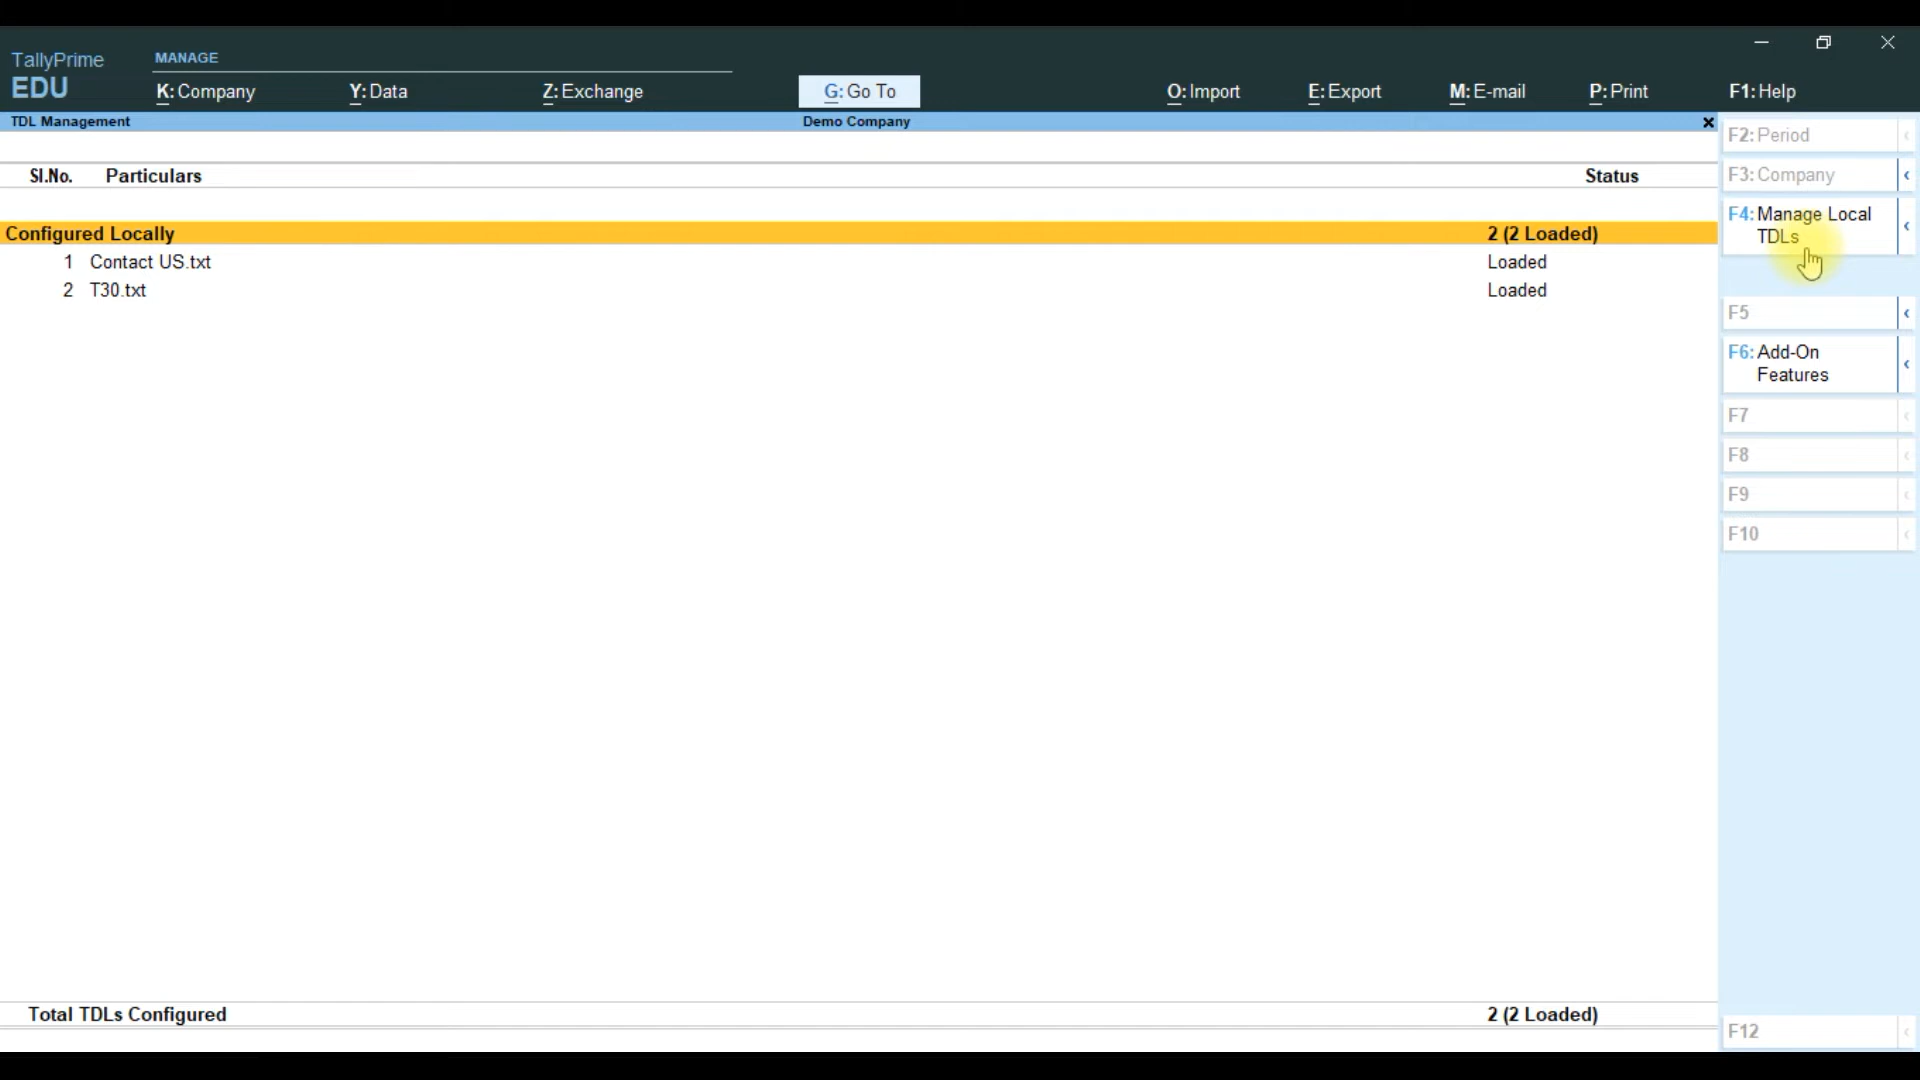 TallyPrime
EDU
MANAGE
K: Company
Y: Data
Z: Exchange
G: Go To
O: Import
E: Export
M: E-mail
P: Print
F1: Help
TDL Management
Demo Company
Sl.No. Particulars Status
Configured Locally 2 (2 Loaded)
1 Contact US.txt Loaded
2 T30.txt Loaded
Total TDLs Configured 2 (2 Loaded)
F2: Period
F3: Company
F4: Manage Local
TDLs
F5
F6: Add-On
Features
F7
F8
F9
F10
F12